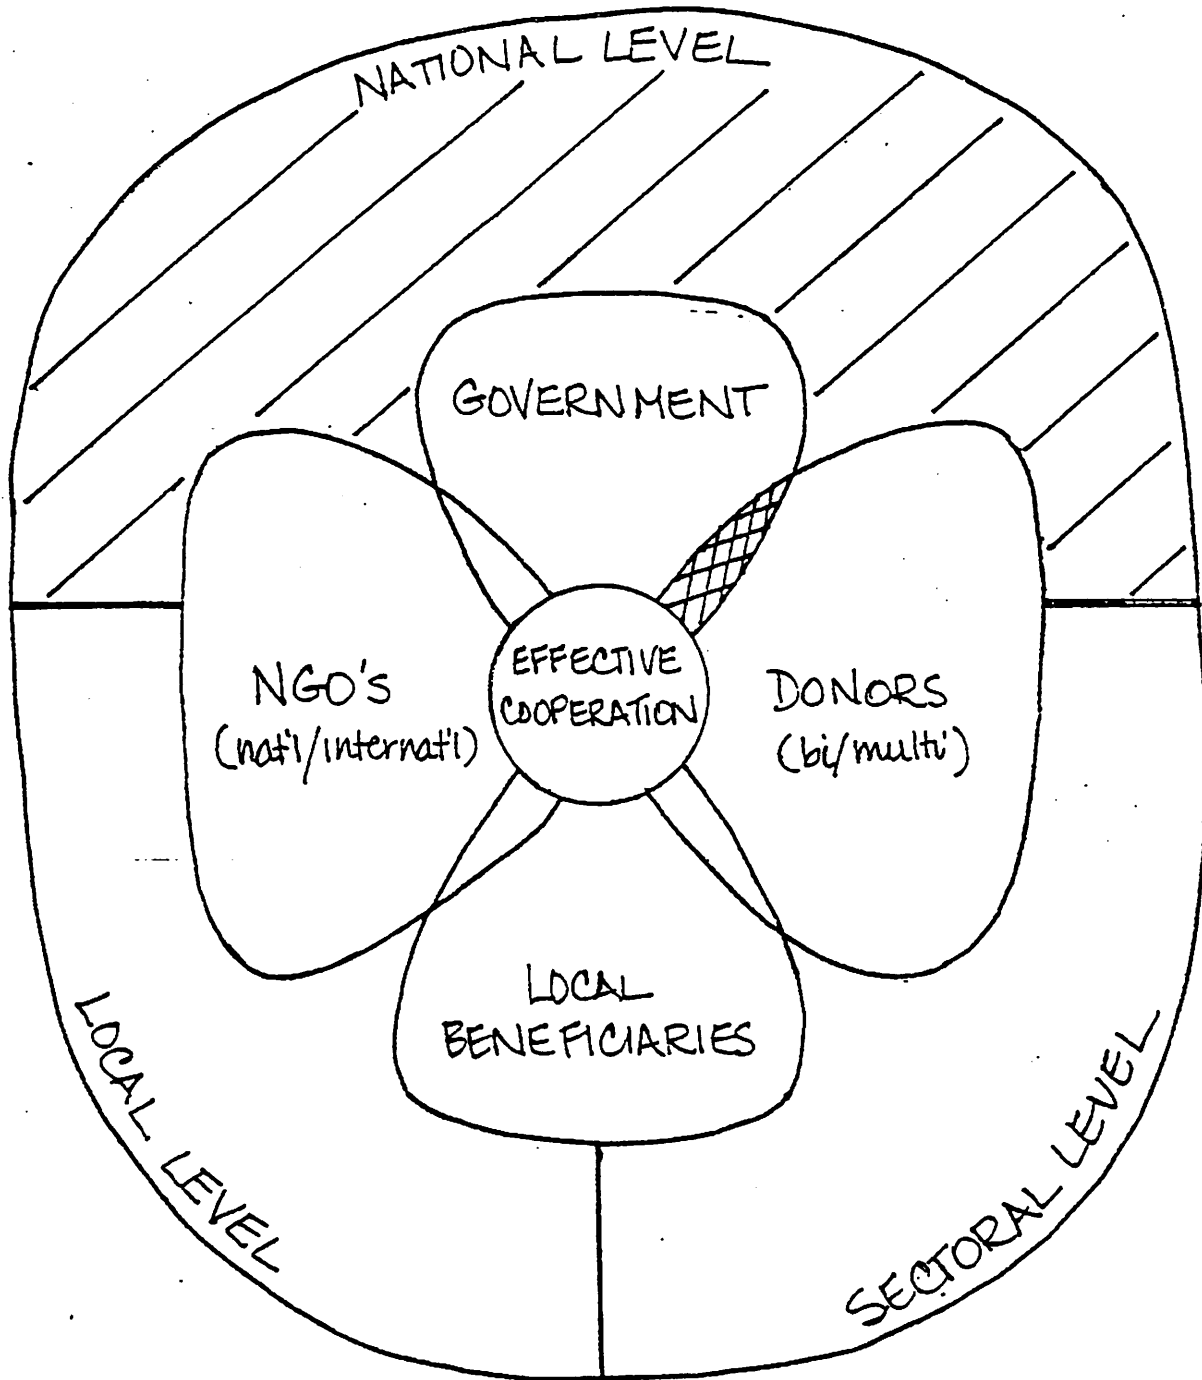 NATIONAL LEVEL
GOVERNMENT
EFFECTIVE
COOPERATION
NGO'S
(nat'l/internat'l)
DONORS
(bi/multi)
LOCAL
BENEFICIARIES
LOCAL LEVEL
SECTORAL LEVEL